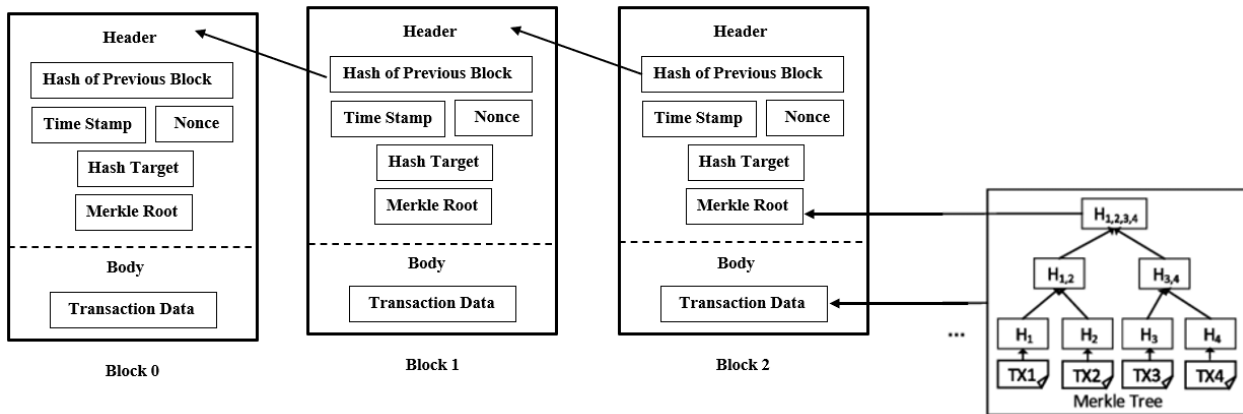 Header
Hash of Previous Block
Time Stamp
Nonce
Hash Target
Merkle Root
Body
Transaction Data
Block 0
Header
Hash of Previous Block
Time Stamp
Nonce
Hash Target
Merkle Root
Body
Transaction Data
Block 1
Header
Hash of Previous Block
Time Stamp
Nonce
Hash Target
Merkle Root
Body
Transaction Data
Block 2
...
H1,2,3,4
H1,2
H3,4
H1
H2
H3
H4
TX1
TX2
TX3
TX4
Merkle Tree